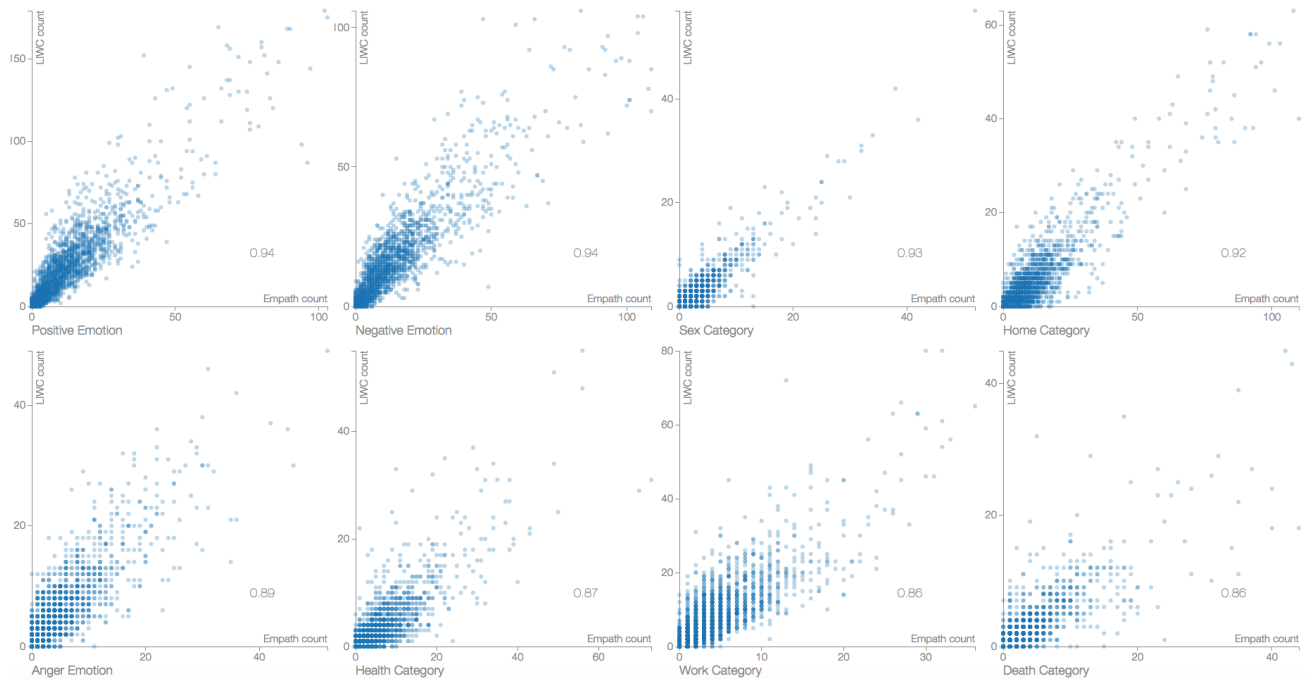 LIWC count
150
100
50
0
0.94
Empath count
0
50
100
Positive Emotion
LIWC count
100
50
0
0.94
Empath count
0
50
100
Negative Emotion
LIWC count
40
20
0
0.93
Empath count
0
20
40
Sex Category
LIWC count
60
40
20
0
0.92
Empath count
0
50
100
Home Category
LIWC count
40
20
0
0.89
Empath count
0
20
40
Anger Emotion
LIWC count
40
20
0
0.87
Empath count
0
20
40
60
Health Category
LIWC count
80
60
40
20
0
0.86
Empath count
0
10
20
30
Work Category
LIWC count
40
20
0
0.86
Empath count
0
20
40
Death Category